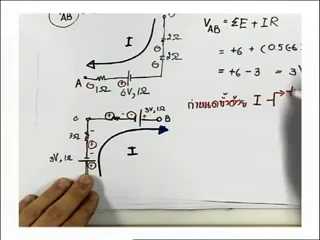 AB
V_AB = ΣE + IR
= +6 + (0.5(-6
= +6 - 3 = 3V
I
2Ω
2Ω
A
1Ω
6V, 1Ω
I
C
3V, 1Ω
B
3Ω
I
3V, 1Ω